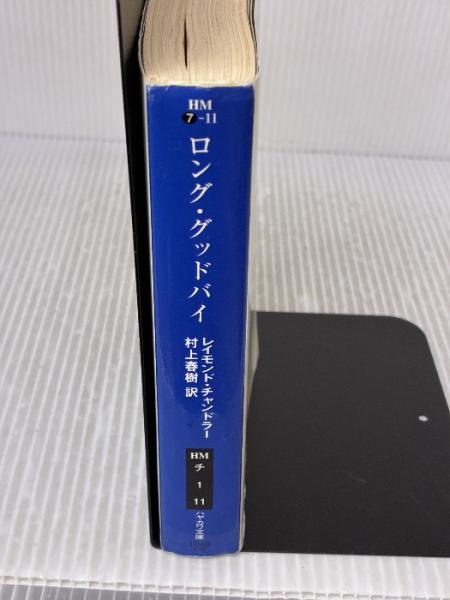 HM
7-11
ロング・グッドバイ
レイモンド・チャンドラー
村上春樹 訳
HM
チ
1
11
ハヤカワ文庫